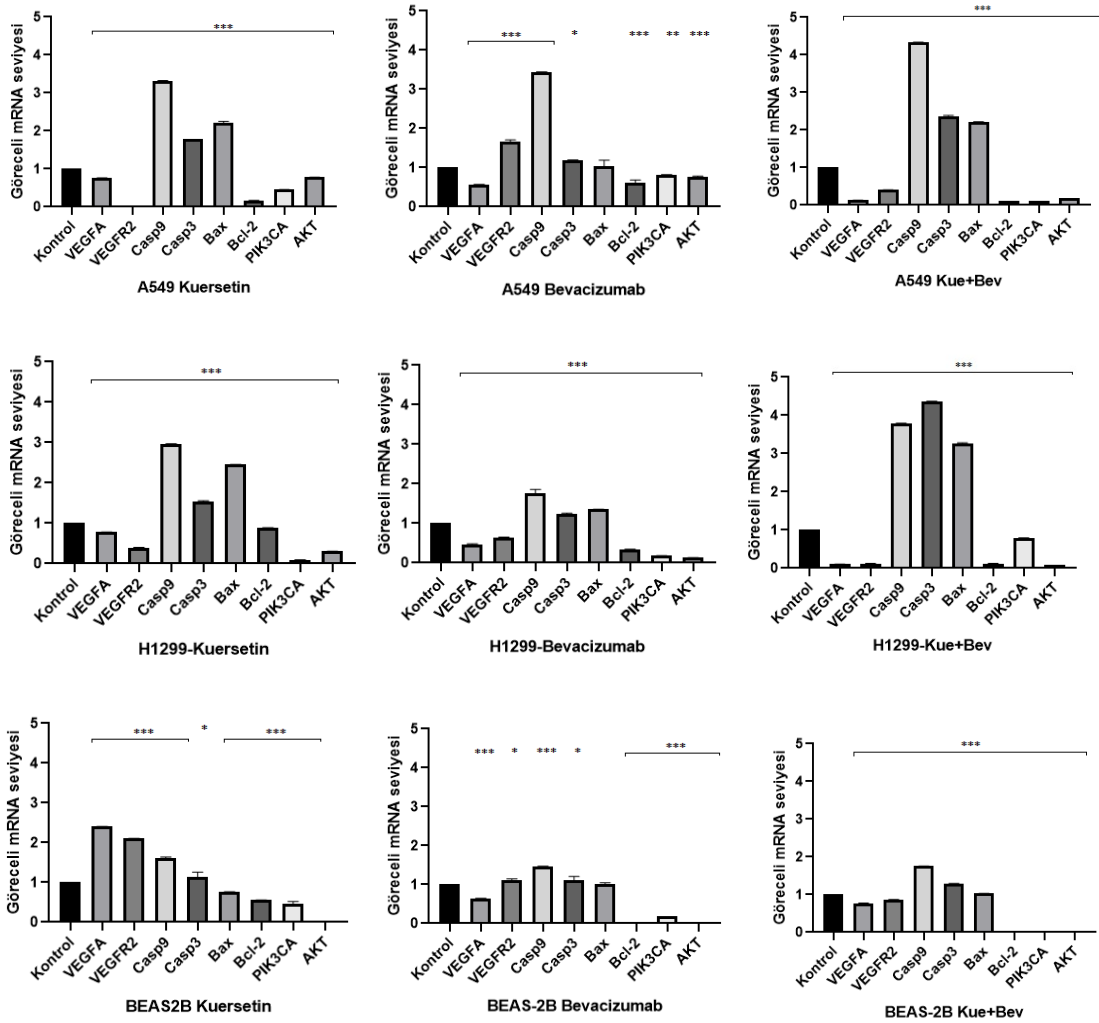 Göreceli mRNA seviyesi
5
4
3
2
1
0
***
Kontrol
VEGFA
VEGFR2
Casp9
Casp3
Bax
Bcl-2
PIK3CA
AKT
A549 Kuersetin
Göreceli mRNA seviyesi
5
4
3
2
1
0
*** * *** ** ***
Kontrol
VEGFA
VEGFR2
Casp9
Casp3
Bax
Bcl-2
PIK3CA
AKT
A549 Bevacizumab
Göreceli mRNA seviyesi
5
4
3
2
1
0
***
Kontrol
VEGFA
VEGFR2
Casp9
Casp3
Bax
Bcl-2
PIK3CA
AKT
A549 Kue+Bev
Göreceli mRNA seviyesi
5
4
3
2
1
0
***
Kontrol
VEGFA
VEGFR2
Casp9
Casp3
Bax
Bcl-2
PIK3CA
AKT
H1299-Kuersetin
Göreceli mRNA seviyesi
5
4
3
2
1
0
***
Kontrol
VEGFA
VEGFR2
Casp9
Casp3
Bax
Bcl-2
PIK3CA
AKT
H1299-Bevacizumab
Göreceli mRNA seviyesi
5
4
3
2
1
0
***
Kontrol
VEGFA
VEGFR2
Casp9
Casp3
Bax
Bcl-2
PIK3CA
AKT
H1299-Kue+Bev
Göreceli mRNA seviyesi
5
4
3
2
1
0
*** * ***
Kontrol
VEGFA
VEGFR2
Casp9
Casp3
Bax
Bcl-2
PIK3CA
AKT
BEAS2B Kuersetin
Göreceli mRNA seviyesi
5
4
3
2
1
0
*** * *** * ***
Kontrol
VEGFA
VEGFR2
Casp9
Casp3
Bax
Bcl-2
PIK3CA
AKT
BEAS-2B Bevacizumab
Göreceli mRNA seviyesi
5
4
3
2
1
0
***
Kontrol
VEGFA
VEGFR2
Casp9
Casp3
Bax
Bcl-2
PIK3CA
AKT
BEAS-2B Kue+Bev